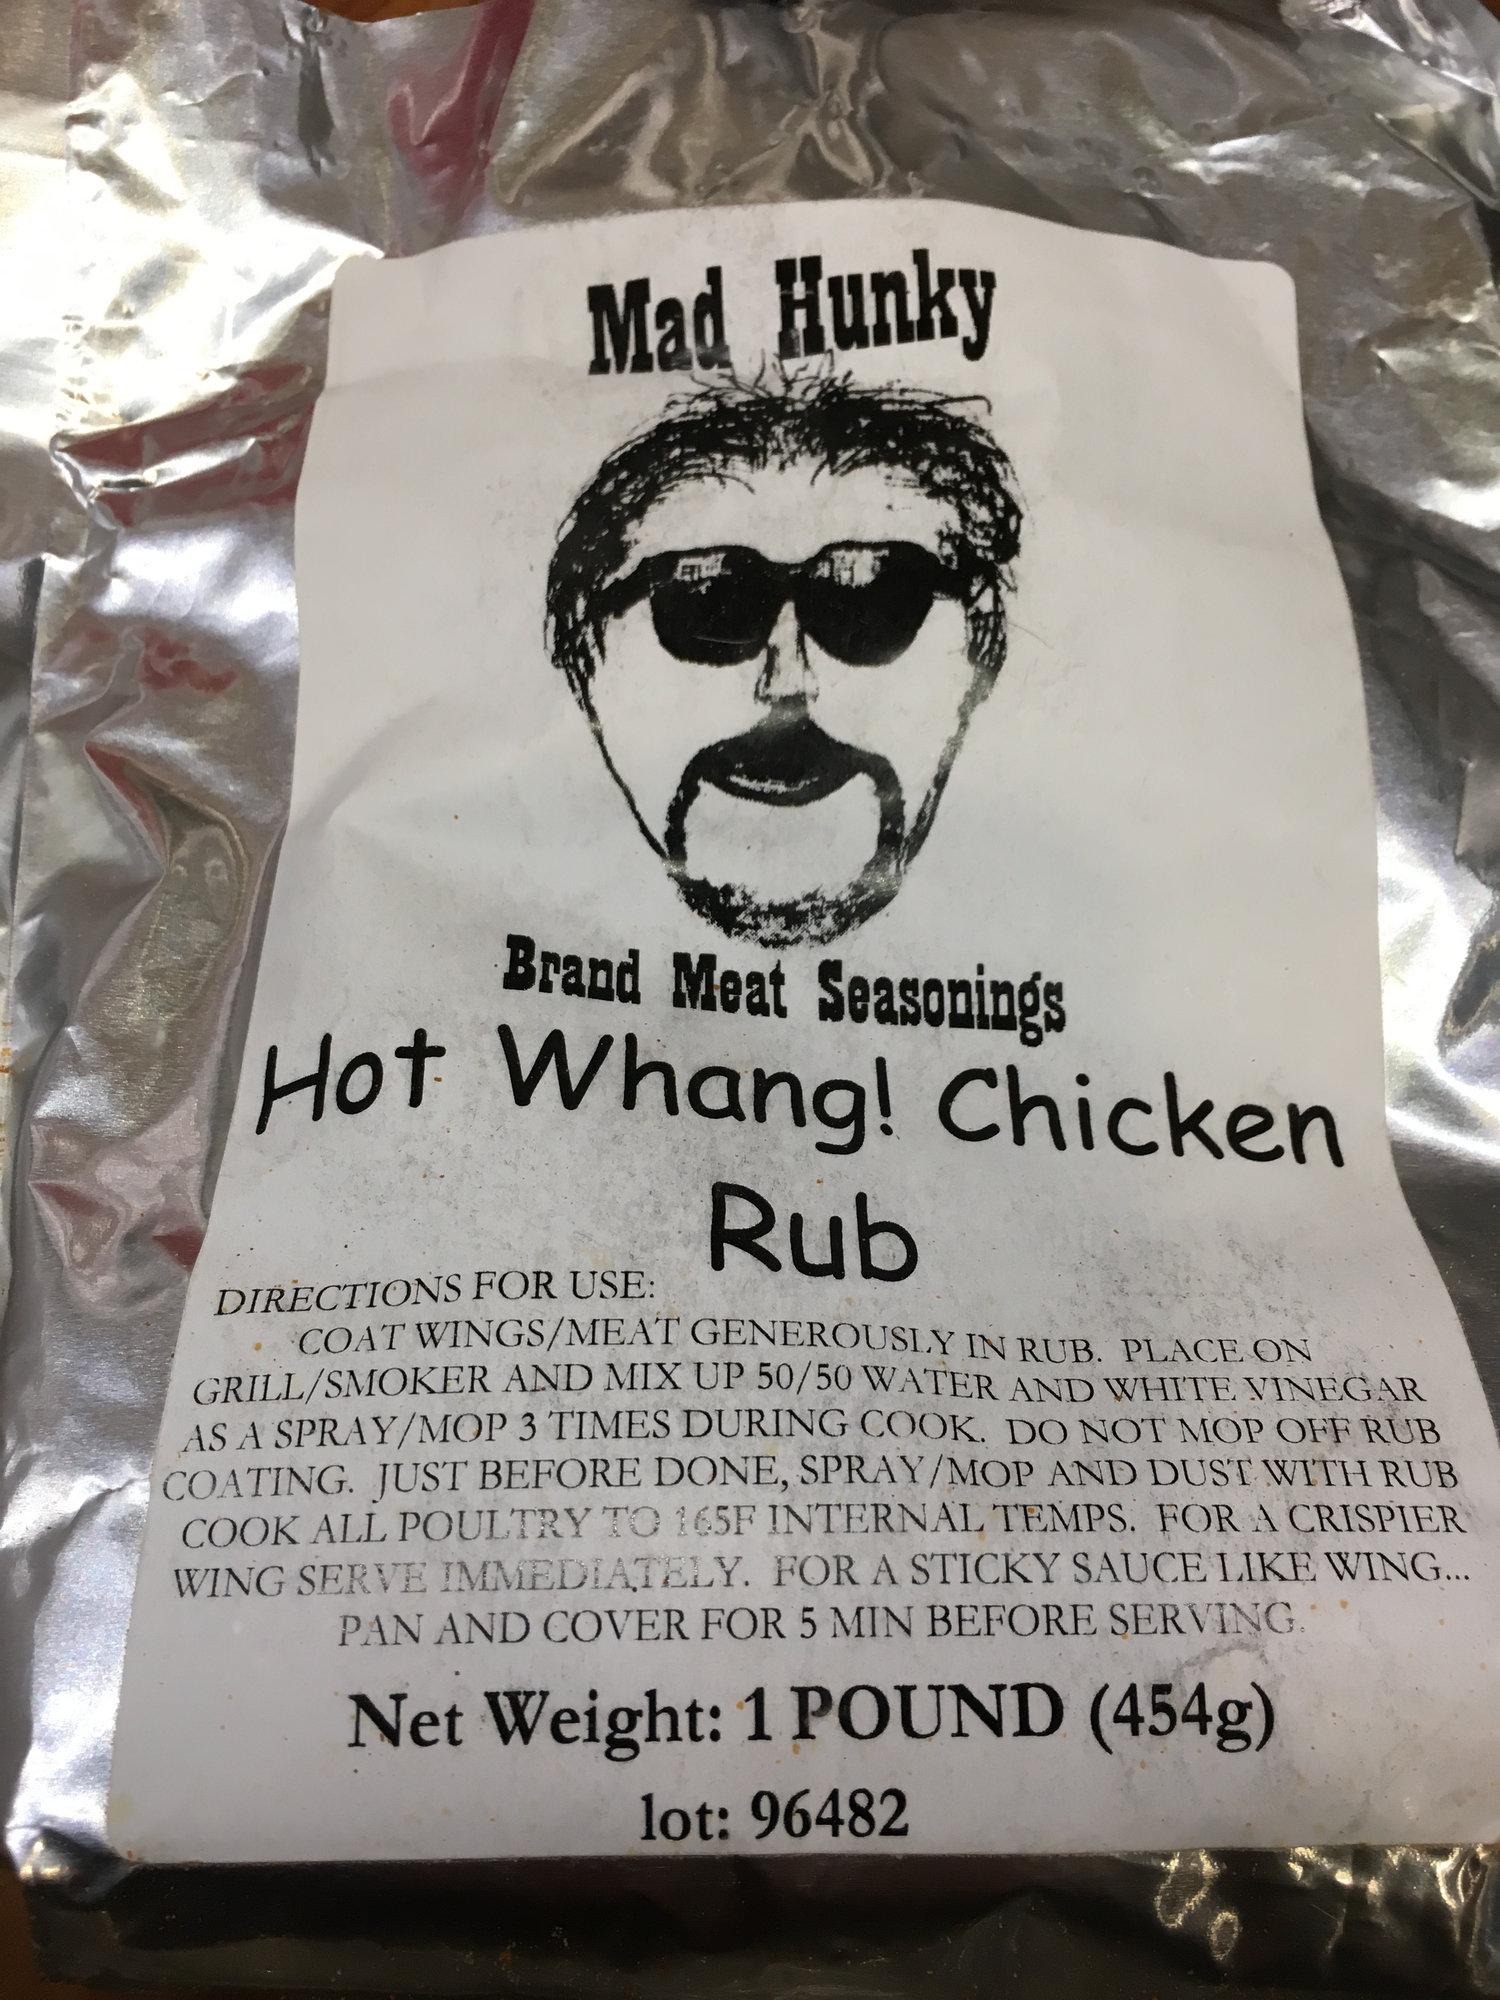 Mad Hunky
Brand Meat Seasonings
Hot Whang! Chicken
Rub
DIRECTIONS FOR USE:
COAT WINGS/MEAT GENEROUSLY IN RUB. PLACE ON
GRILL/SMOKER AND MIX UP 50/50 WATER AND WHITE VINEGAR
AS A SPRAY/MOP 3 TIMES DURING COOK. DO NOT MOP OFF RUB
COATING. JUST BEFORE DONE, SPRAY/MOP AND DUST WITH RUB
COOK ALL POULTRY TO 165F INTERNAL TEMPS. FOR A CRISPIER
WING SERVE IMMEDIATELY. FOR A STICKY SAUCE LIKE WING...
PAN AND COVER FOR 5 MIN BEFORE SERVING.
Net Weight: 1 POUND (454g)
lot: 96482